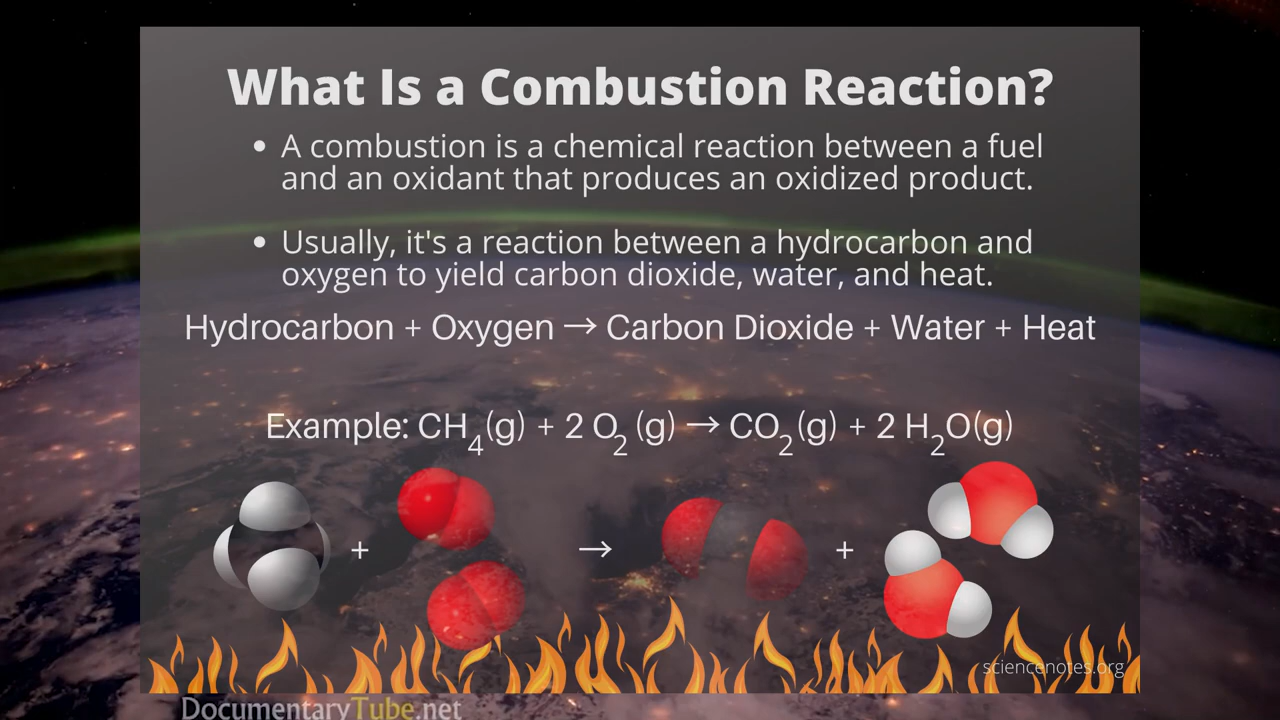 What Is a Combustion Reaction?
• A combustion is a chemical reaction between a fuel
and an oxidant that produces an oxidized product.
• Usually, it's a reaction between a hydrocarbon and
oxygen to yield carbon dioxide, water, and heat.
Hydrocarbon + Oxygen → Carbon Dioxide + Water + Heat
Example: CH₄(g) + 2 O₂ (g) → CO₂(g) + 2 H₂O(g)
+ → +
sciencenotes.org
DocumentaryTube.net